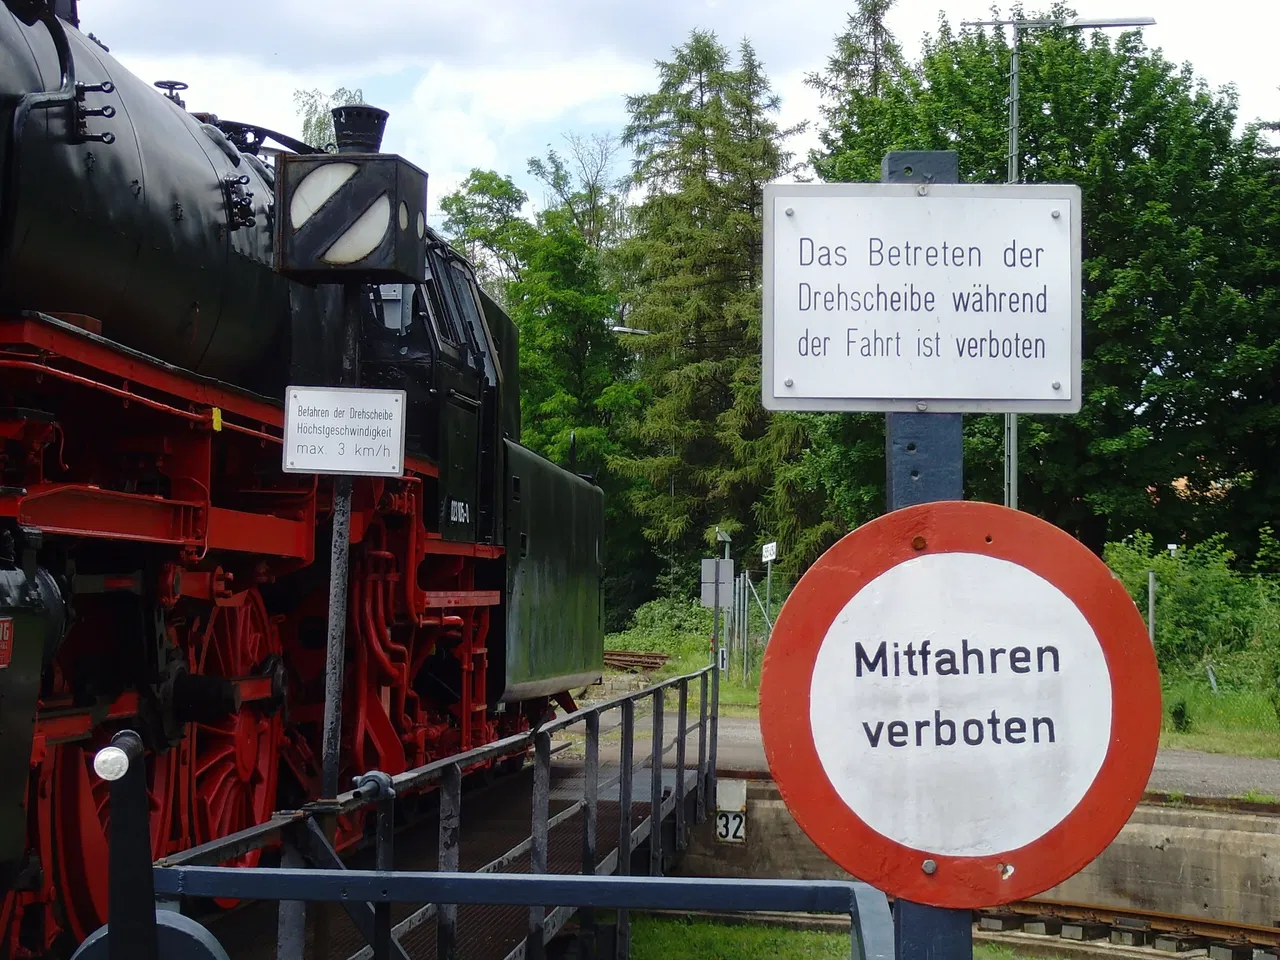 Das Betreten der
Drehscheibe während
der Fahrt ist verboten
Befahren der Drehscheibe
Höchstgeschwindigkeit
max. 3 km/h
Mitfahren
verboten
32